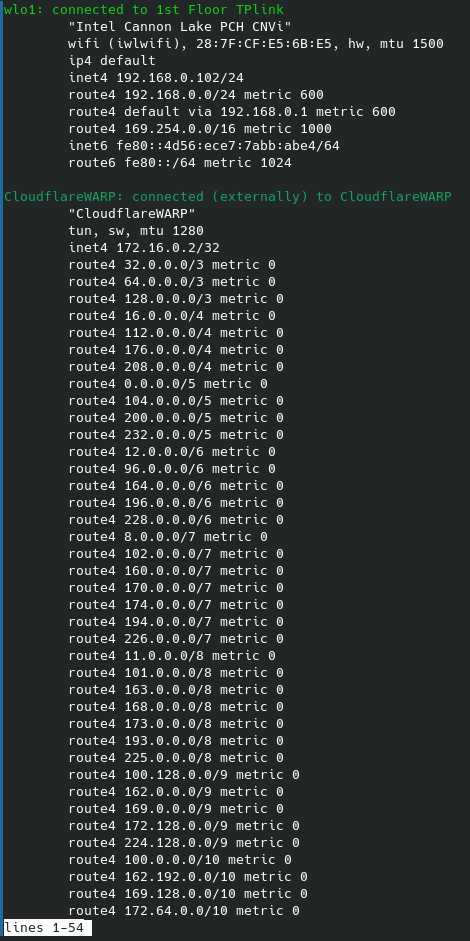 wlo1: connected to 1st Floor TPlink
"Intel Cannon Lake PCH CNVi"
wifi (iwlwifi), 28:7F:CF:E5:6B:E5, hw, mtu 1500
ip4 default
inet4 192.168.0.102/24
route4 192.168.0.0/24 metric 600
route4 default via 192.168.0.1 metric 600
route4 169.254.0.0/16 metric 1000
inet6 fe80::4d56:ece7:7abb:abe4/64
route6 fe80::/64 metric 1024
CloudflareWARP: connected (externally) to CloudflareWARP
"CloudflareWARP"
tun, sw, mtu 1280
inet4 172.16.0.2/32
route4 32.0.0.0/3 metric 0
route4 64.0.0.0/3 metric 0
route4 128.0.0.0/3 metric 0
route4 16.0.0.0/4 metric 0
route4 112.0.0.0/4 metric 0
route4 176.0.0.0/4 metric 0
route4 208.0.0.0/4 metric 0
route4 0.0.0.0/5 metric 0
route4 104.0.0.0/5 metric 0
route4 200.0.0.0/5 metric 0
route4 232.0.0.0/5 metric 0
route4 12.0.0.0/6 metric 0
route4 96.0.0.0/6 metric 0
route4 164.0.0.0/6 metric 0
route4 196.0.0.0/6 metric 0
route4 228.0.0.0/6 metric 0
route4 8.0.0.0/7 metric 0
route4 102.0.0.0/7 metric 0
route4 160.0.0.0/7 metric 0
route4 170.0.0.0/7 metric 0
route4 174.0.0.0/7 metric 0
route4 194.0.0.0/7 metric 0
route4 226.0.0.0/7 metric 0
route4 11.0.0.0/8 metric 0
route4 101.0.0.0/8 metric 0
route4 163.0.0.0/8 metric 0
route4 168.0.0.0/8 metric 0
route4 173.0.0.0/8 metric 0
route4 193.0.0.0/8 metric 0
route4 225.0.0.0/8 metric 0
route4 100.128.0.0/9 metric 0
route4 162.0.0.0/9 metric 0
route4 169.0.0.0/9 metric 0
route4 172.128.0.0/9 metric 0
route4 224.128.0.0/9 metric 0
route4 100.0.0.0/10 metric 0
route4 162.192.0.0/10 metric 0
route4 169.128.0.0/10 metric 0
route4 172.64.0.0/10 metric 0
lines 1-54